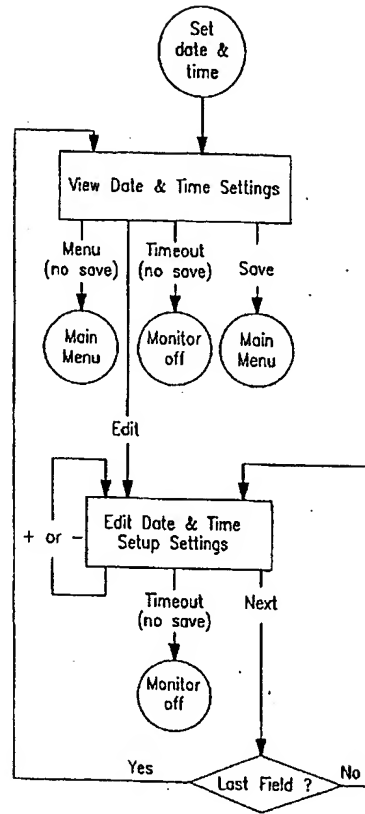 Set
date &
time
View Date & Time Settings
Menu
(no save)
Timeout
(no save)
Save
Main
Menu
Monitor
off
Main
Menu
Edit
+ or -
Edit Date & Time
Setup Settings
Timeout
(no save)
Next
Monitor
off
Yes
Last Field ?
No